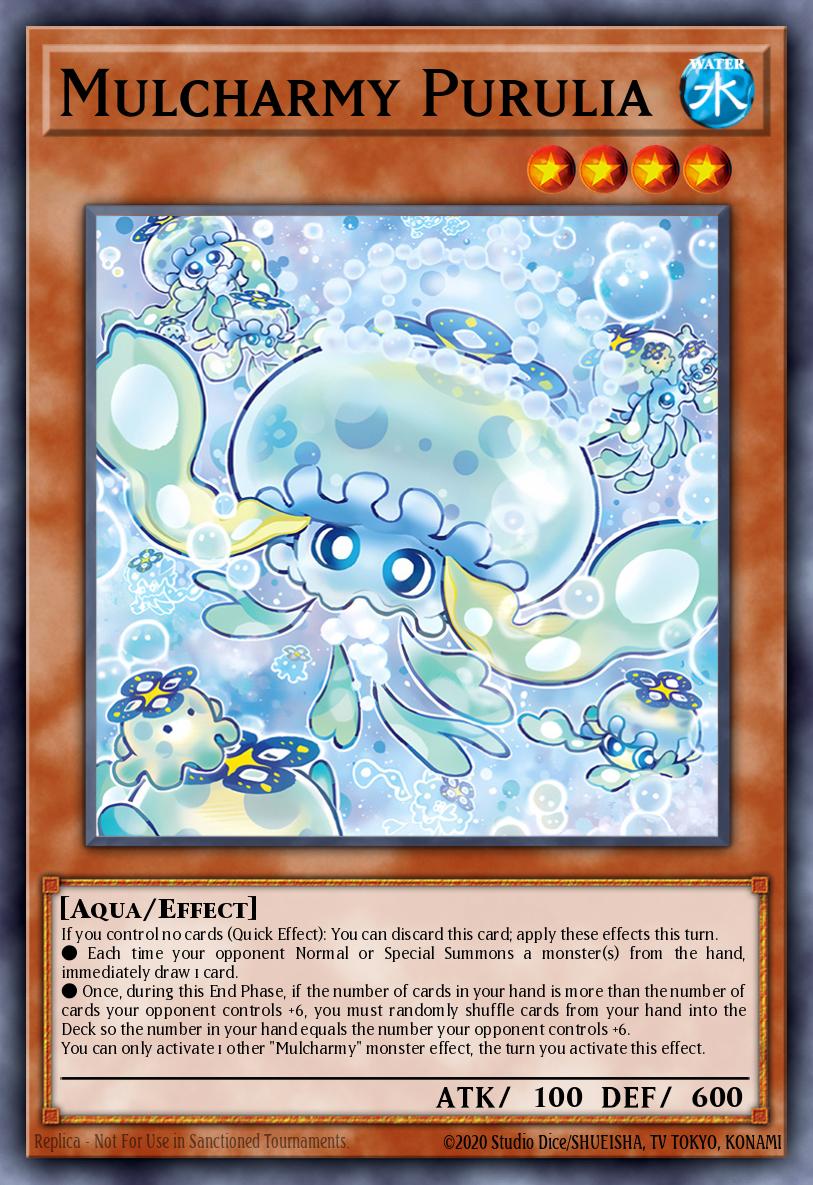 Mulcharmy Purulia
WATER
水
[Aqua/Effect]
If you control no cards (Quick Effect): You can discard this card; apply these effects this turn.
● Each time your opponent Normal or Special Summons a monster(s) from the hand,
immediately draw 1 card.
● Once, during this End Phase, if the number of cards in your hand is more than the number of
cards your opponent controls +6, you must randomly shuffle cards from your hand into the
Deck so the number in your hand equals the number your opponent controls +6.
You can only activate 1 other "Mulcharmy" monster effect, the turn you activate this effect.
ATK/ 100 DEF/ 600
Replica - Not For Use in Sanctioned Tournaments.
©2020 Studio Dice/SHUEISHA, TV TOKYO, KONAMI